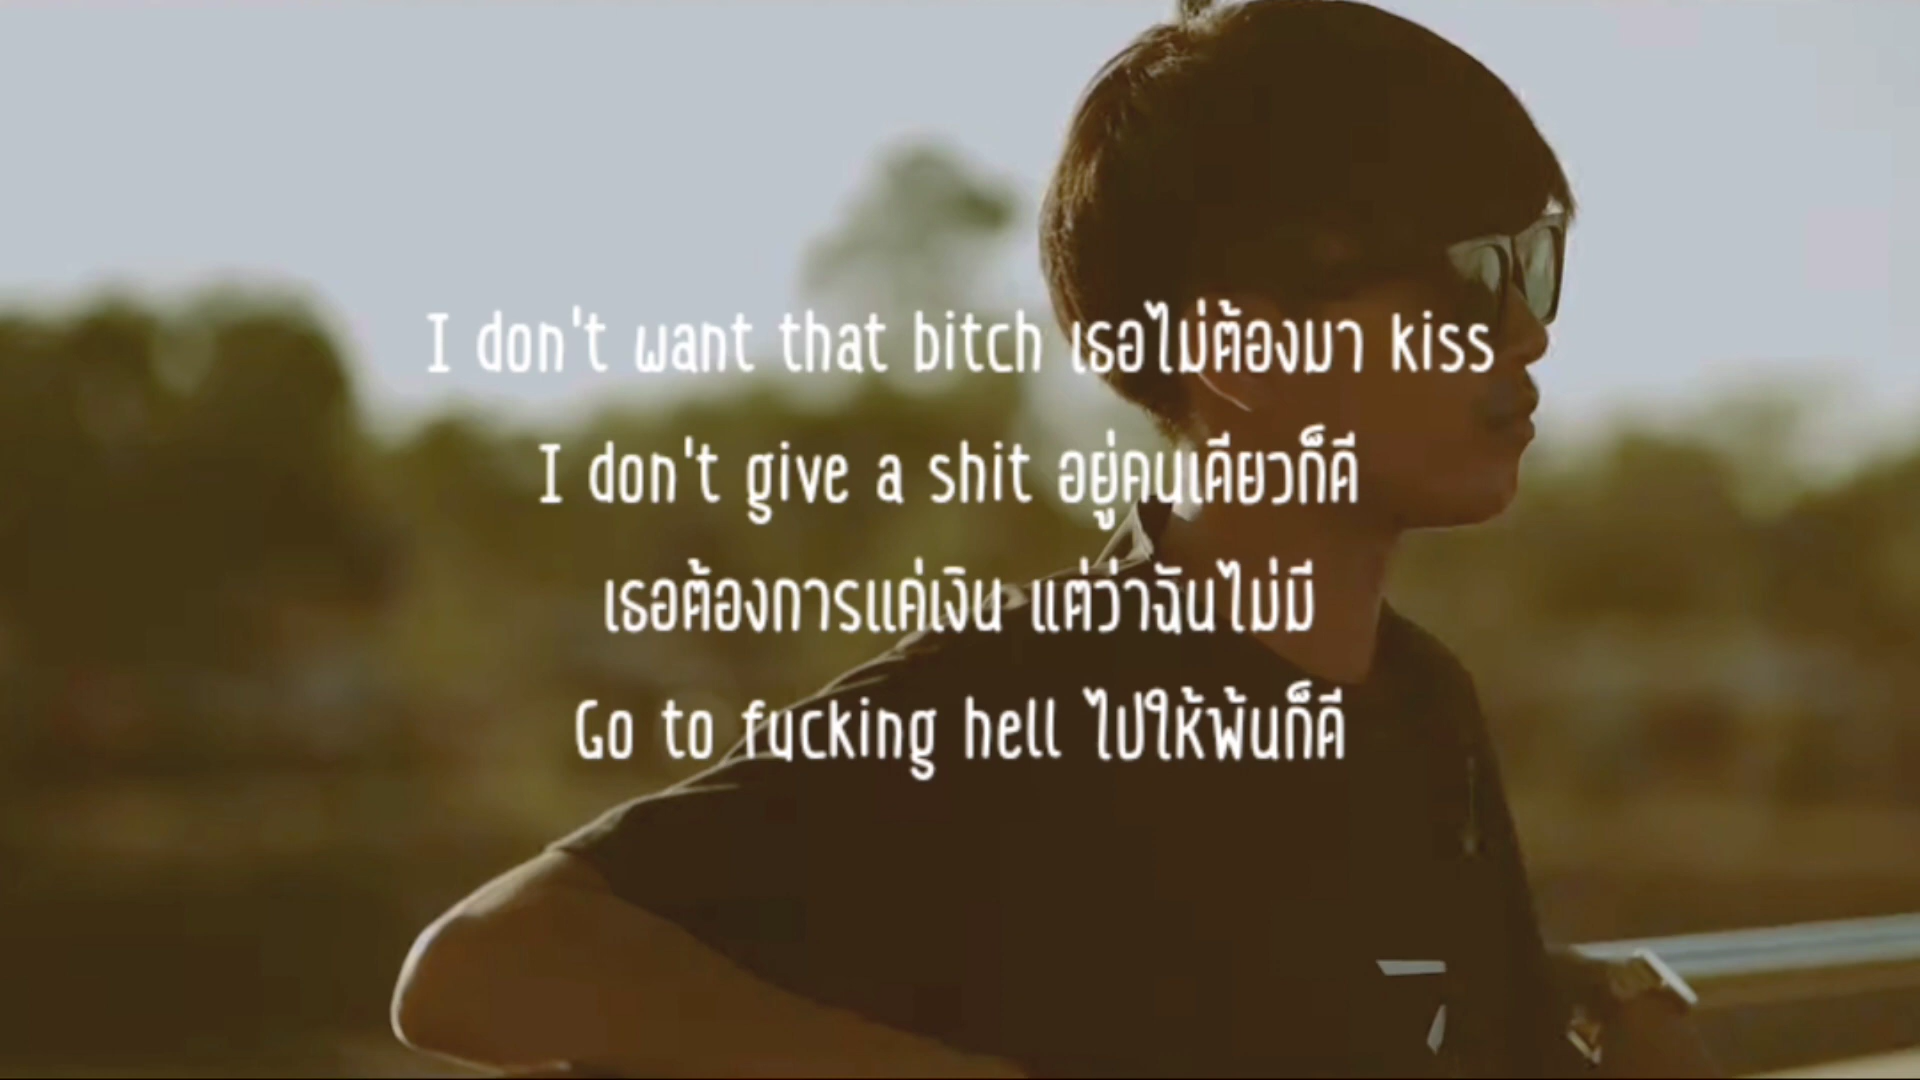 I don't want that bitch เธอไม่ต้องมา kiss
I don't give a shit อยู่คนเดียวก็ดี
เธอต้องการแค่เงิน แต่ว่าฉันไม่มี
Go to fucking hell ไปให้พ้นก็ดี